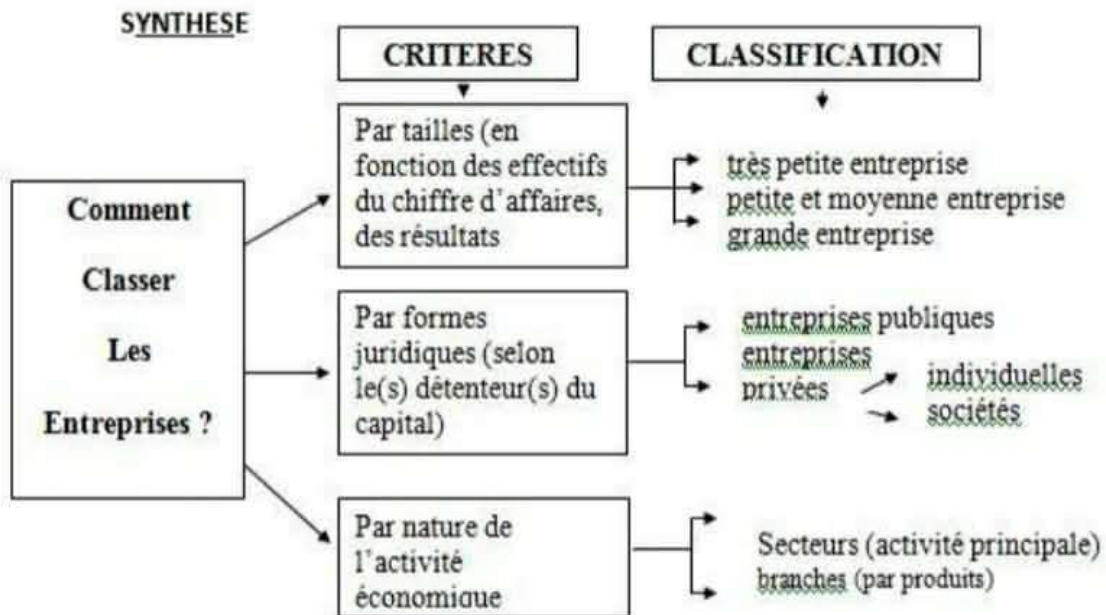 SYNTHESE
CRITERES
CLASSIFICATION
Comment
Classer
Les
Entreprises ?
Par tailles (en
fonction des effectifs
du chiffre d'affaires,
des résultats
très petite entreprise
petite et moyenne entreprise
grande entreprise
Par formes
juridiques (selon
le(s) détenteur(s) du
capital)
entreprises publiques
entreprises
privées
individuelles
sociétés
Par nature de
l'activité
économique
Secteurs (activité principale)
branches (par produits)